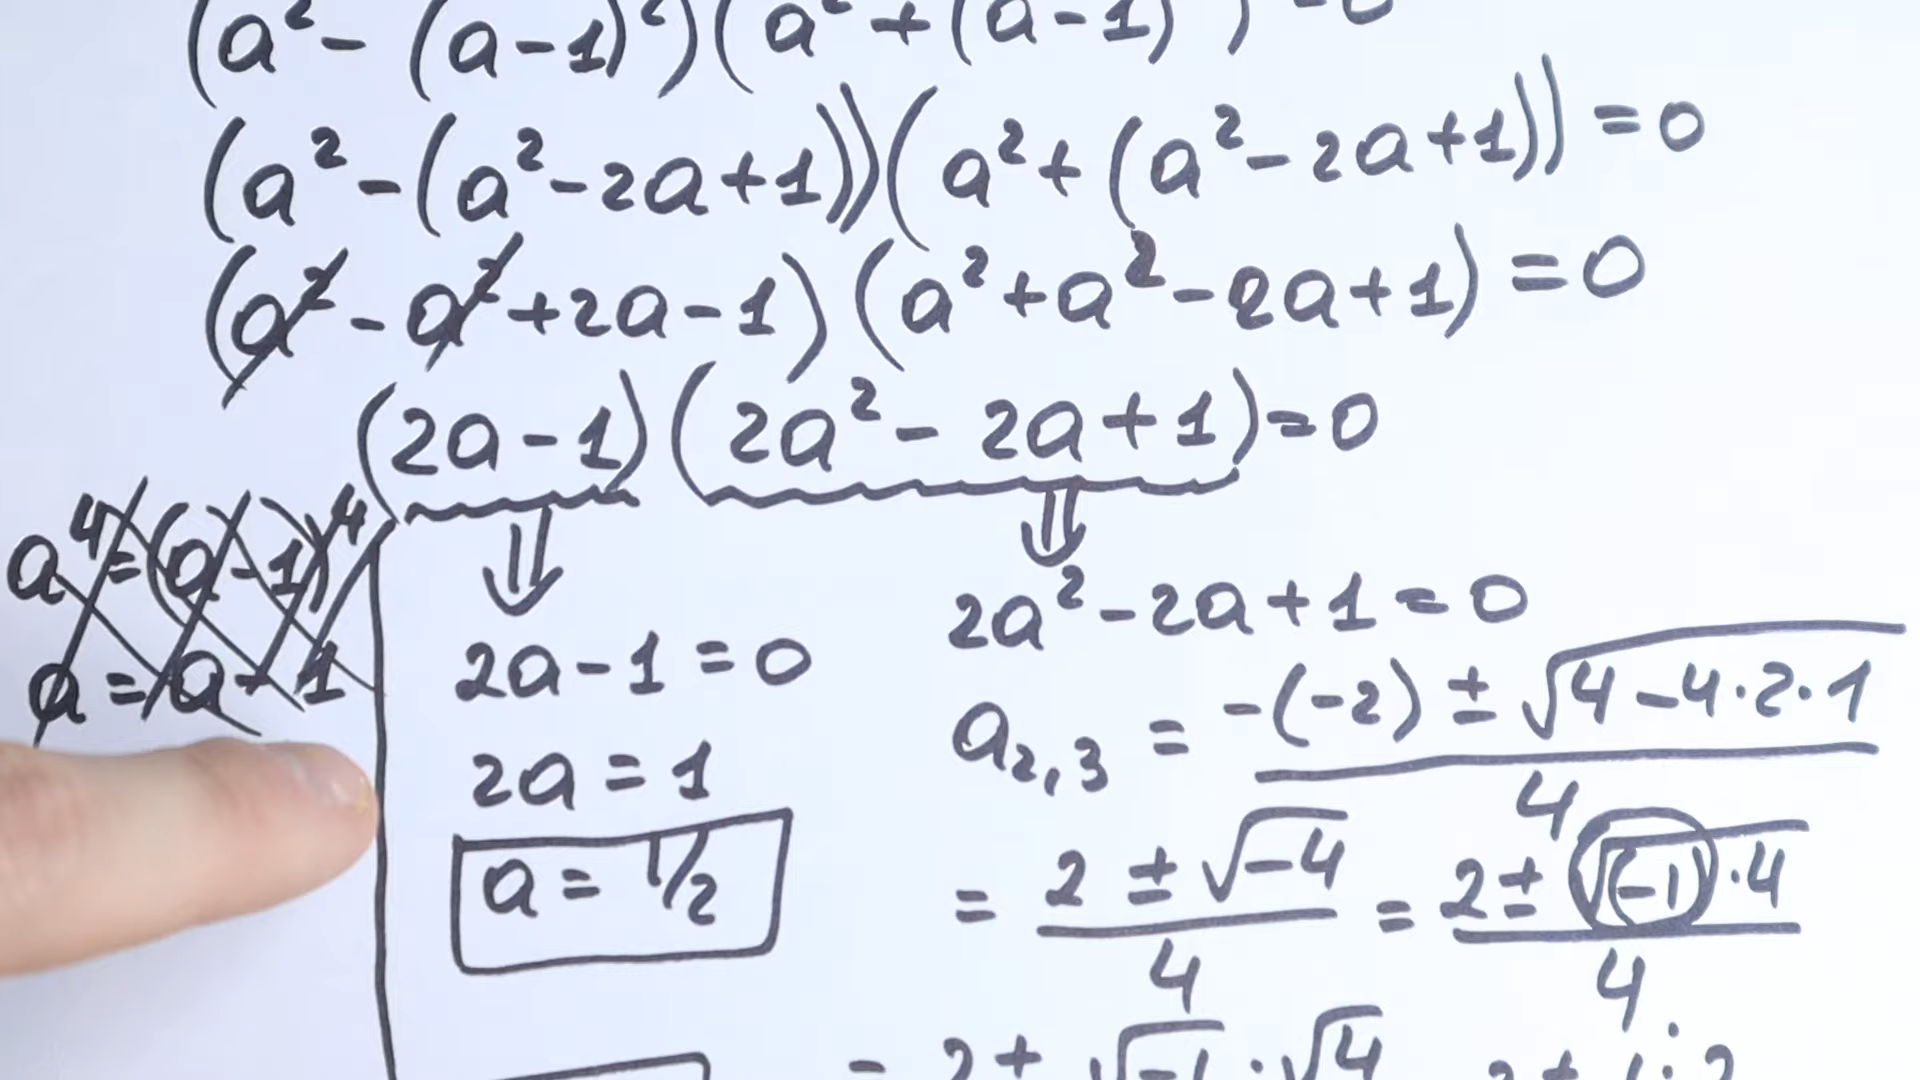 (a² - (a-1)²)(a² + (a-1)²) = 0
(a² - (a² - 2a + 1))(a² + (a² - 2a + 1)) = 0
(a² - a² + 2a - 1)(a² + a² - 2a + 1) = 0
(2a - 1)(2a² - 2a + 1) = 0
a⁴ = (a - 1)⁴
a = a - 1
2a - 1 = 0
2a = 1
a = 1/2
2a² - 2a + 1 = 0
a₂,₃ = (-(-2) ± √(4 - 4·2·1))/4
= (2 ± √-4)/4 = (2 ± √((-1)·4))/4
= 2 ± √-1 · √4